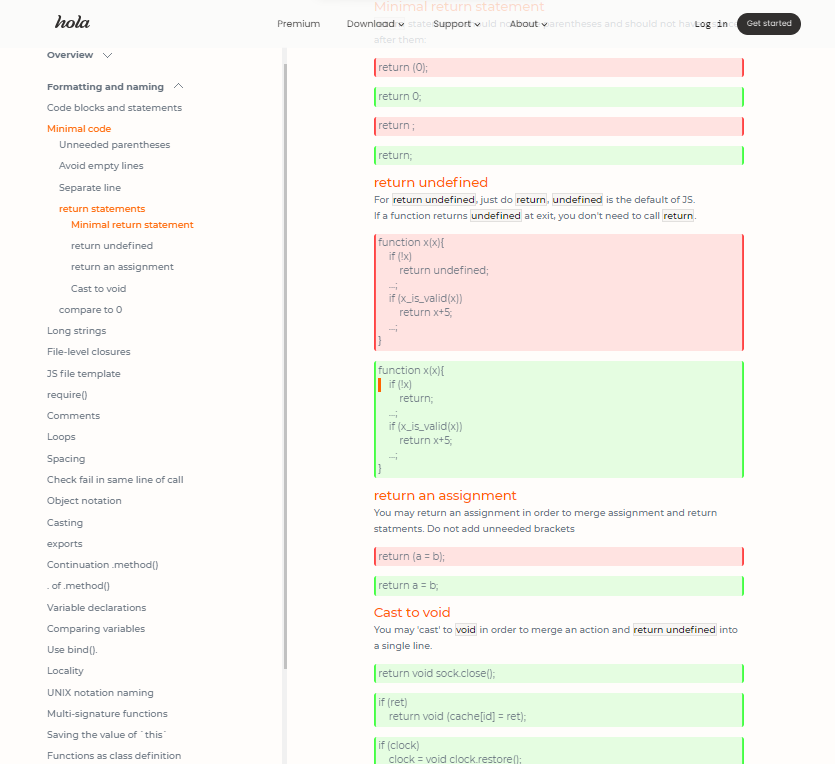 hola
Premium
Download
Support
About
Log in
Get started
Overview
Formatting and naming
Code blocks and statements
Minimal code
Unneeded parentheses
Avoid empty lines
Separate line
return statements
Minimal return statement
return undefined
return an assignment
Cast to void
compare to 0
Long strings
File-level closures
JS file template
require()
Comments
Loops
Spacing
Check fail in same line of call
Object notation
Casting
exports
Continuation .method()
. of .method()
Variable declarations
Comparing variables
Use bind().
Locality
UNIX notation naming
Multi-signature functions
Saving the value of `this`
Functions as class definition
Minimal return statement
parentheses and should not
after them:
return (0);
return 0;
return ;
return;
return undefined
For return undefined, just do return, undefined is the default of JS.
If a function returns undefined at exit, you don't need to call return.
function x(x){
    if (!x)
        return undefined;
    ...;
    if (x_is_valid(x))
        return x+5;
    ...;
}
function x(x){
    if (!x)
        return;
    ...;
    if (x_is_valid(x))
        return x+5;
    ...;
}
return an assignment
You may return an assignment in order to merge assignment and return
statments. Do not add unneeded brackets
return (a = b);
return a = b;
Cast to void
You may 'cast' to void in order to merge an action and return undefined into
a single line.
return void sock.close();
if (ret)
    return void (cache[id] = ret);
if (clock)
    clock = void clock.restore();